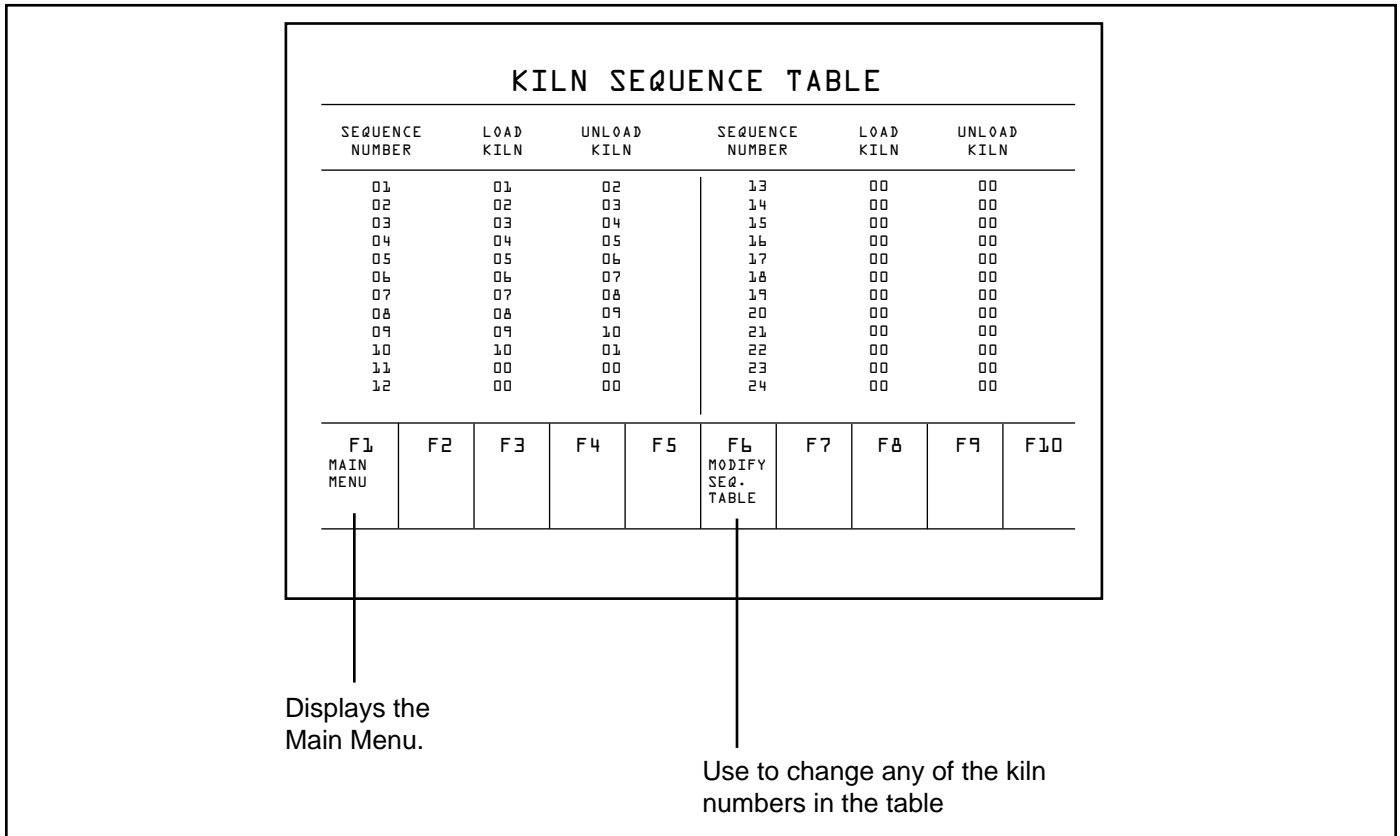 KILN SEQUENCE TABLE
SEQUENCE LOAD UNLOAD SEQUENCE LOAD UNLOAD
NUMBER KILN KILN NUMBER KILN KILN
01 01 02 13 00 00
02 02 03 14 00 00
03 03 04 15 00 00
04 04 05 16 00 00
05 05 06 17 00 00
06 06 07 18 00 00
07 07 08 19 00 00
08 08 09 20 00 00
09 09 10 21 00 00
10 10 01 22 00 00
11 00 00 23 00 00
12 00 00 24 00 00
F1 F2 F3 F4 F5 F6 F7 F8 F9 F10
MAIN MODIFY
MENU SEQ.
TABLE
Displays the
Main Menu.
Use to change any of the kiln
numbers in the table